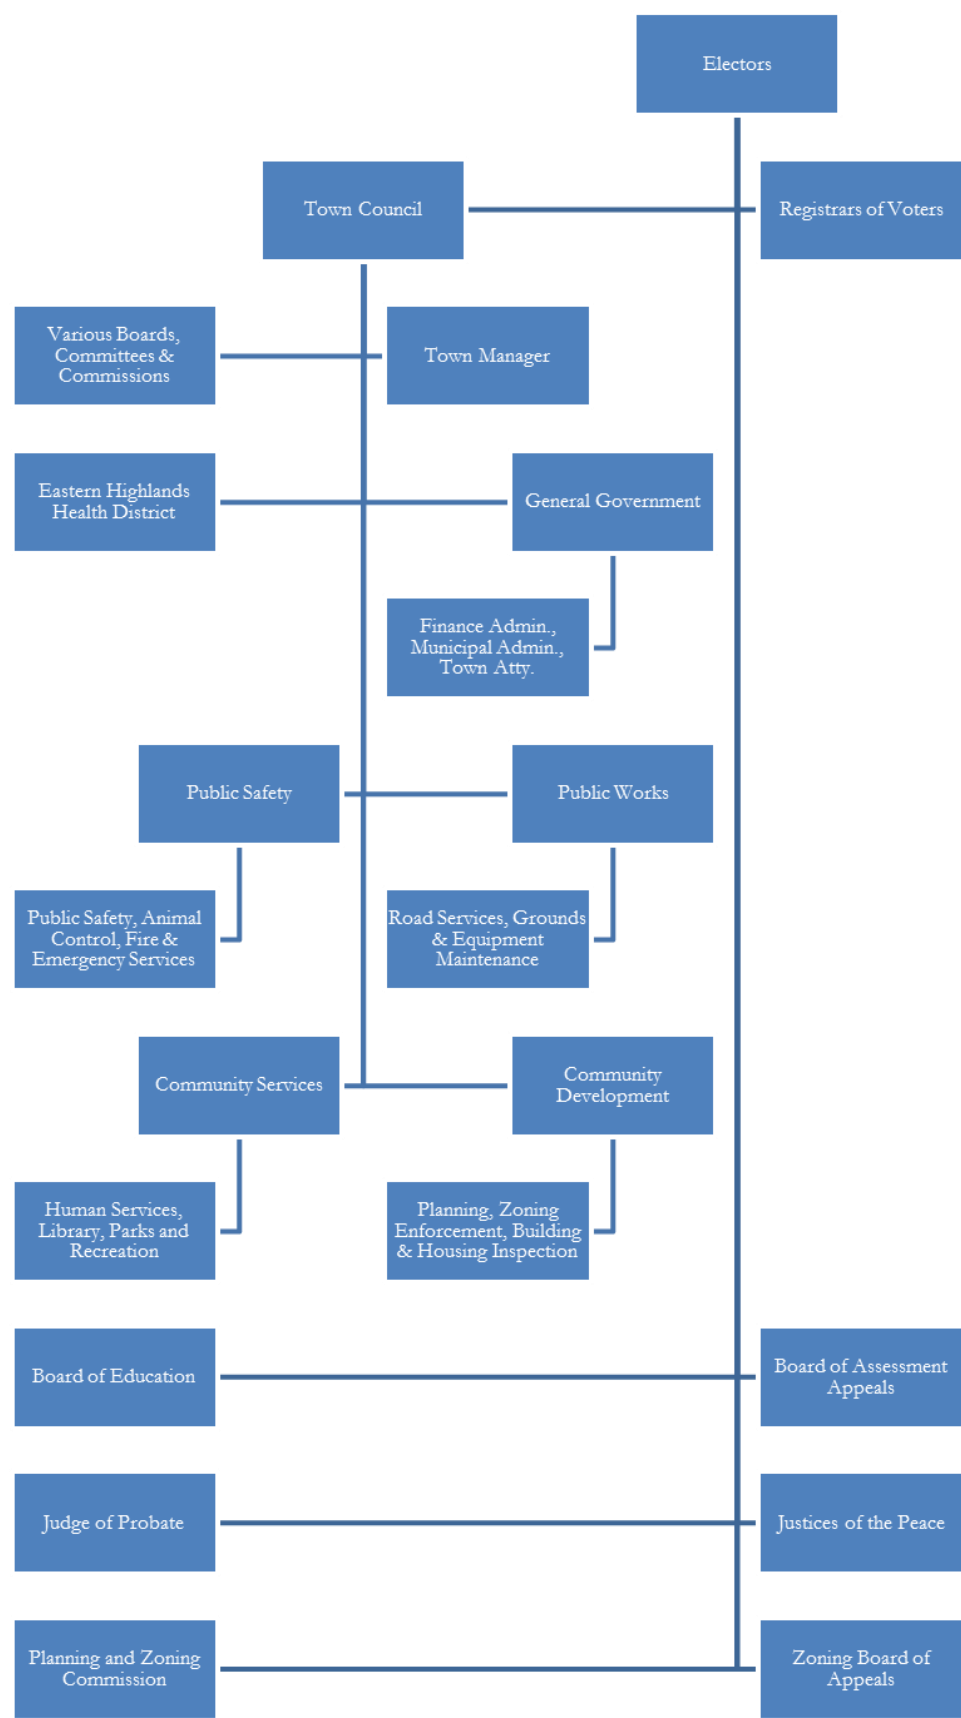 Electors
Town Council
Registrars of Voters
Various Boards,
Committees &
Commissions
Town Manager
Eastern Highlands
Health District
General Government
Finance Admin.,
Municipal Admin.,
Town Atty.
Public Safety
Public Works
Public Safety, Animal
Control, Fire &
Emergency Services
Road Services, Grounds
& Equipment
Maintenance
Community Services
Community
Development
Human Services,
Library, Parks and
Recreation
Planning, Zoning
Enforcement, Building
& Housing Inspection
Board of Education
Board of Assessment
Appeals
Judge of Probate
Justices of the Peace
Planning and Zoning
Commission
Zoning Board of
Appeals